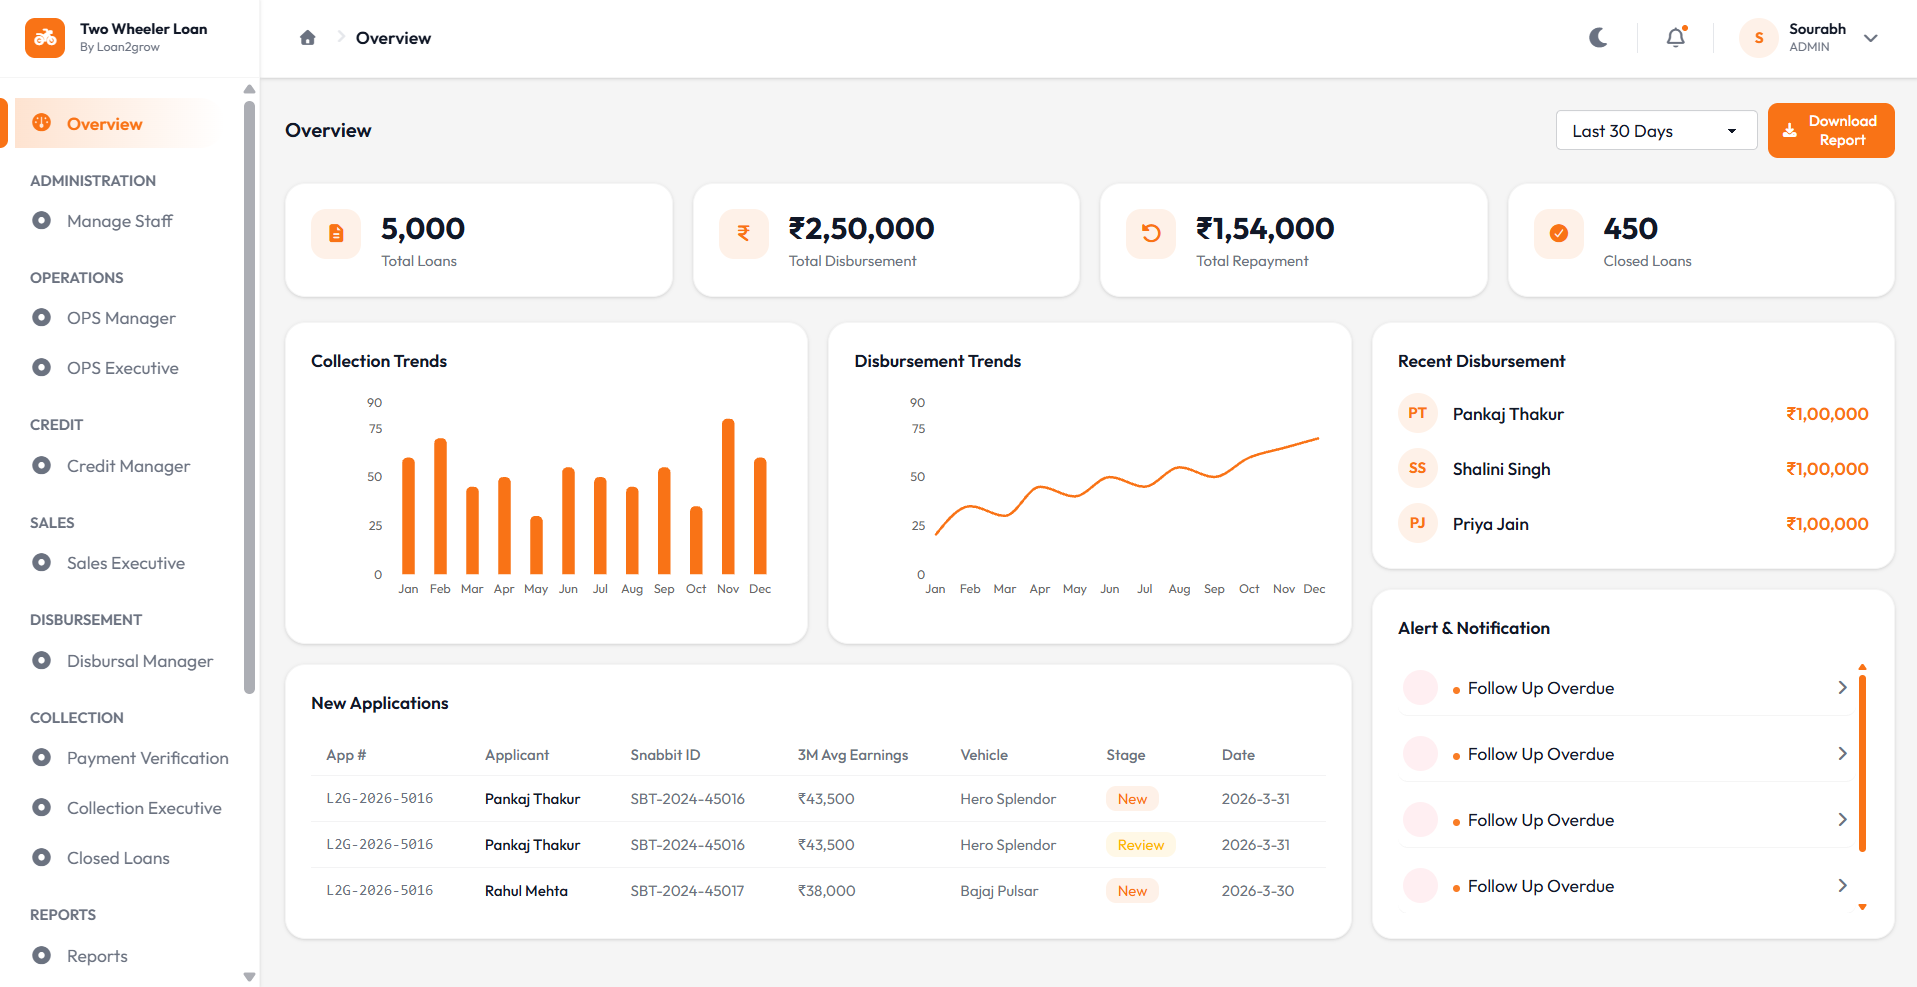 Two Wheeler Loan
By Loan2grow
Overview
ADMINISTRATION
Manage Staff
OPERATIONS
OPS Manager
OPS Executive
CREDIT
Credit Manager
SALES
Sales Executive
DISBURSEMENT
Disbursal Manager
COLLECTION
Payment Verification
Collection Executive
Closed Loans
REPORTS
Reports
Overview
S
Sourabh
ADMIN
Overview
Last 30 Days
Download
Report
5,000
Total Loans
₹
₹2,50,000
Total Disbursement
₹1,54,000
Total Repayment
450
Closed Loans
Collection Trends
90
75
50
25
0
Jan Feb Mar Apr May Jun Jul Aug Sep Oct Nov Dec
Disbursement Trends
90
75
50
25
0
Jan Feb Mar Apr May Jun Jul Aug Sep Oct Nov Dec
Recent Disbursement
PT Pankaj Thakur ₹1,00,000
SS Shalini Singh ₹1,00,000
PJ Priya Jain ₹1,00,000
Alert & Notification
Follow Up Overdue
Follow Up Overdue
Follow Up Overdue
Follow Up Overdue
New Applications
App # Applicant Snabbit ID 3M Avg Earnings Vehicle Stage Date
L2G-2026-5016 Pankaj Thakur SBT-2024-45016 ₹43,500 Hero Splendor New 2026-3-31
L2G-2026-5016 Pankaj Thakur SBT-2024-45016 ₹43,500 Hero Splendor Review 2026-3-31
L2G-2026-5016 Rahul Mehta SBT-2024-45017 ₹38,000 Bajaj Pulsar New 2026-3-30